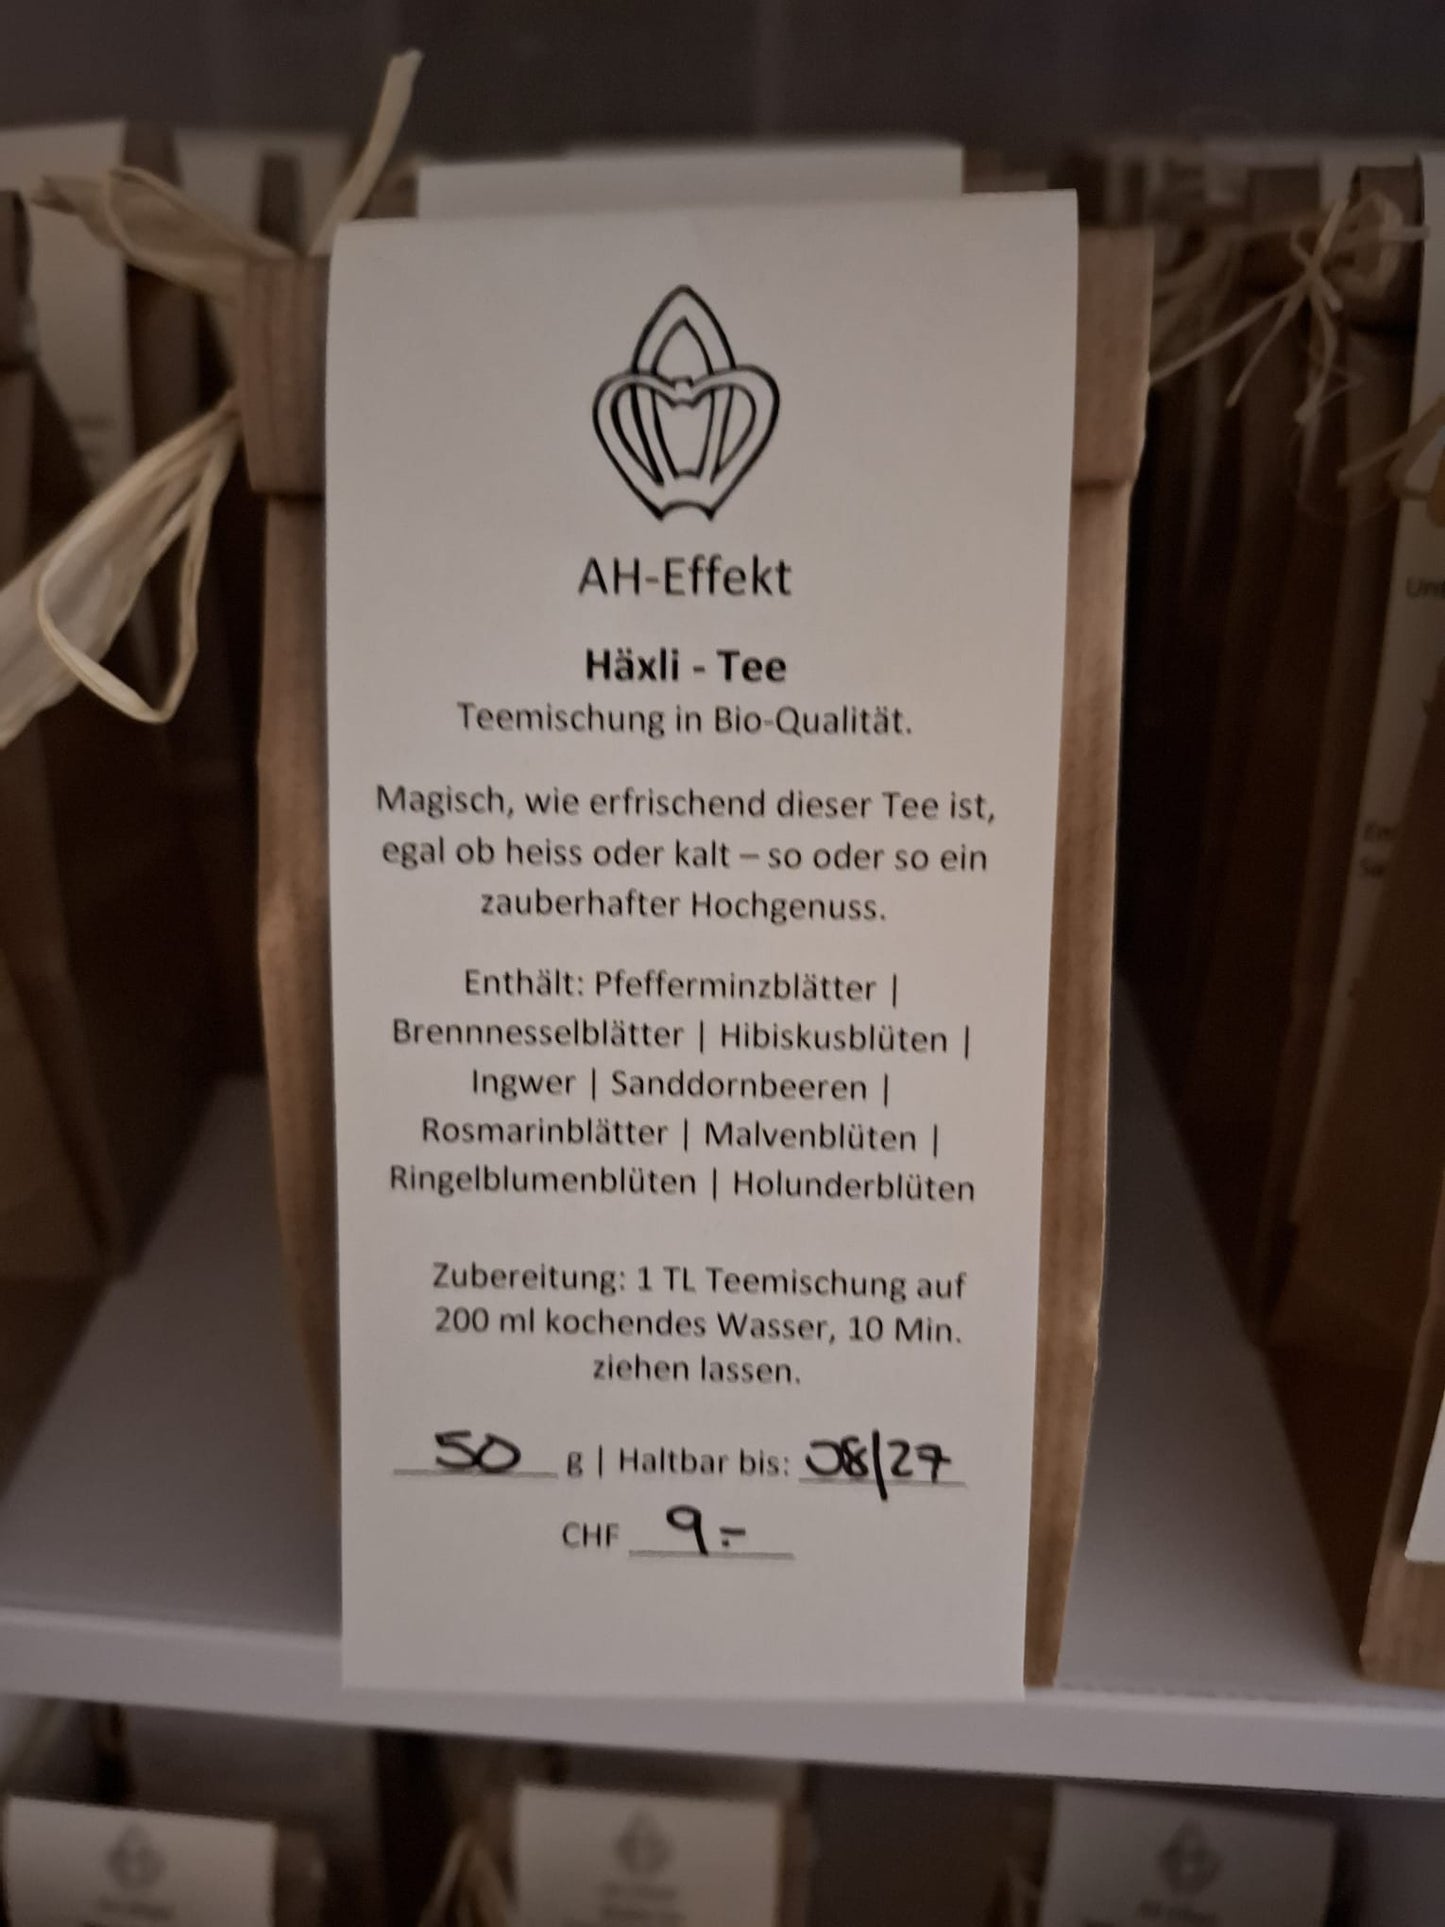 AH-Effekt
Häxli - Tee
Teemischung in Bio-Qualität.
Magisch, wie erfrischend dieser Tee ist,
egal ob heiss oder kalt – so oder so ein
zauberhafter Hochgenuss.
Enthält: Pfefferminzblätter |
Brennnesselblätter | Hibiskusblüten |
Ingwer | Sanddornbeeren |
Rosmarinblätter | Malvenblüten |
Ringelblumenblüten | Holunderblüten
Zubereitung: 1 TL Teemischung auf
200 ml kochendes Wasser, 10 Min.
ziehen lassen.
50 g | Haltbar bis: 08/27
CHF 9.-